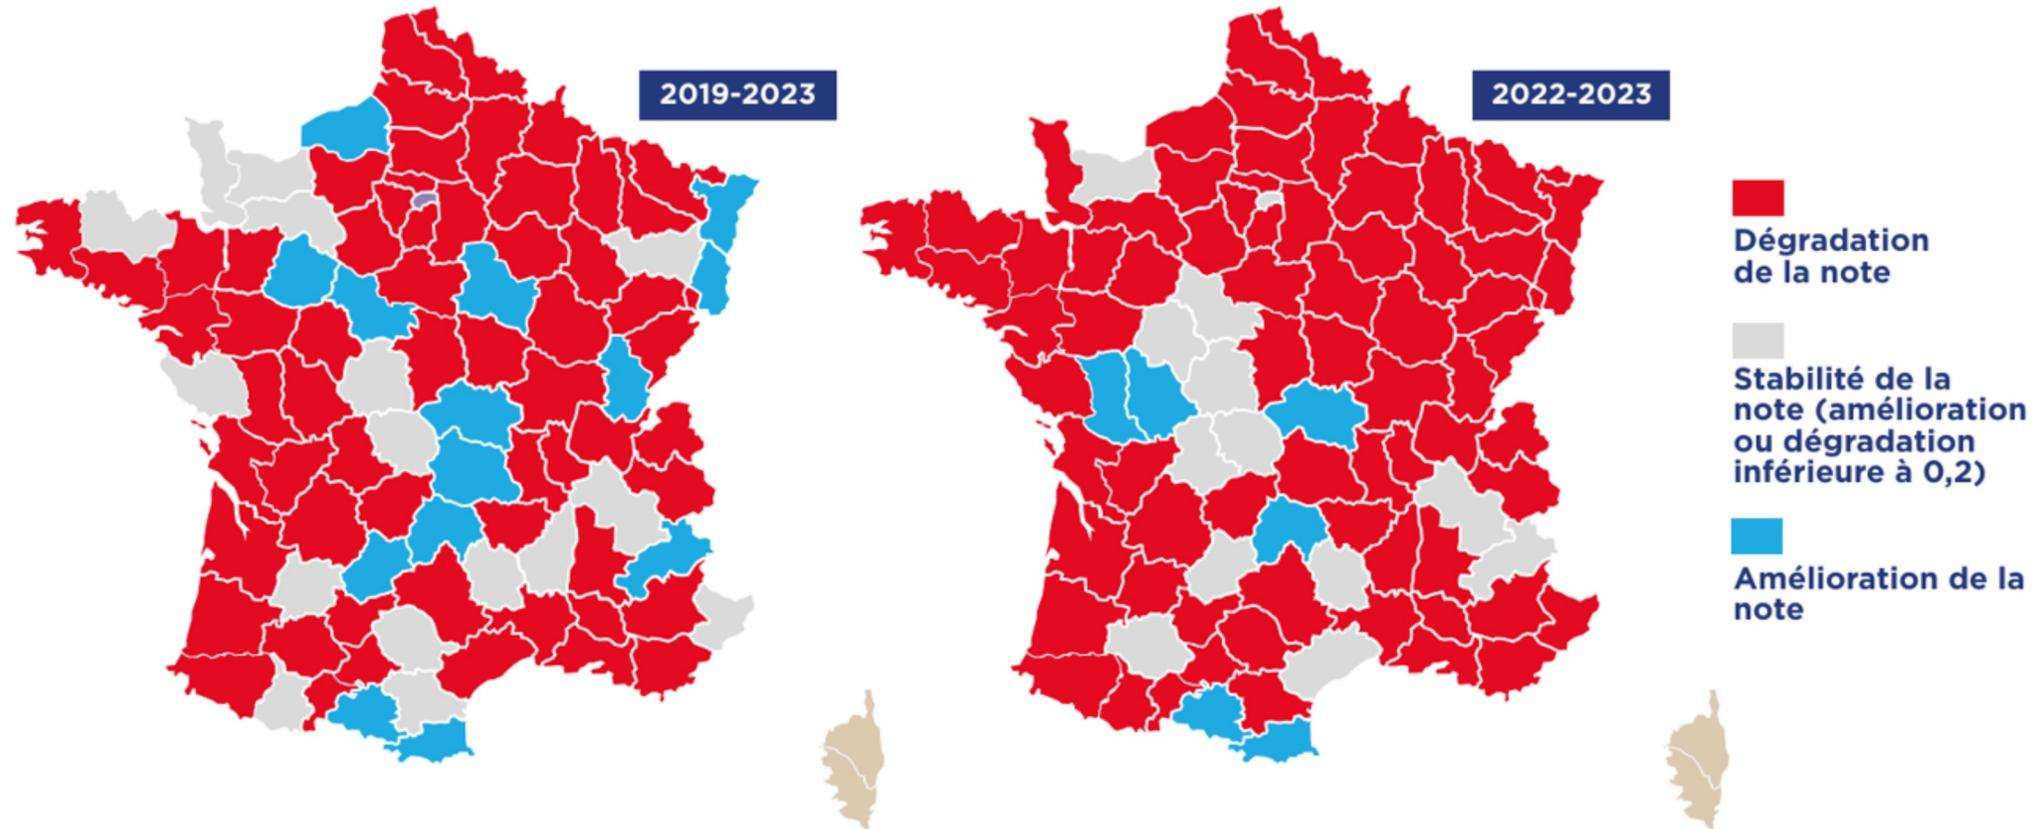 2019-2023
2022-2023
Dégradation
de la note
Stabilité de la
note (amélioration
ou dégradation
inférieure à 0,2)
Amélioration de la
note